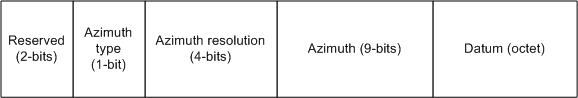 Reserved
(2-bits)
Azimuth
type
(1-bit)
Azimuth resolution
(4-bits)
Azimuth (9-bits)
Datum (octet)